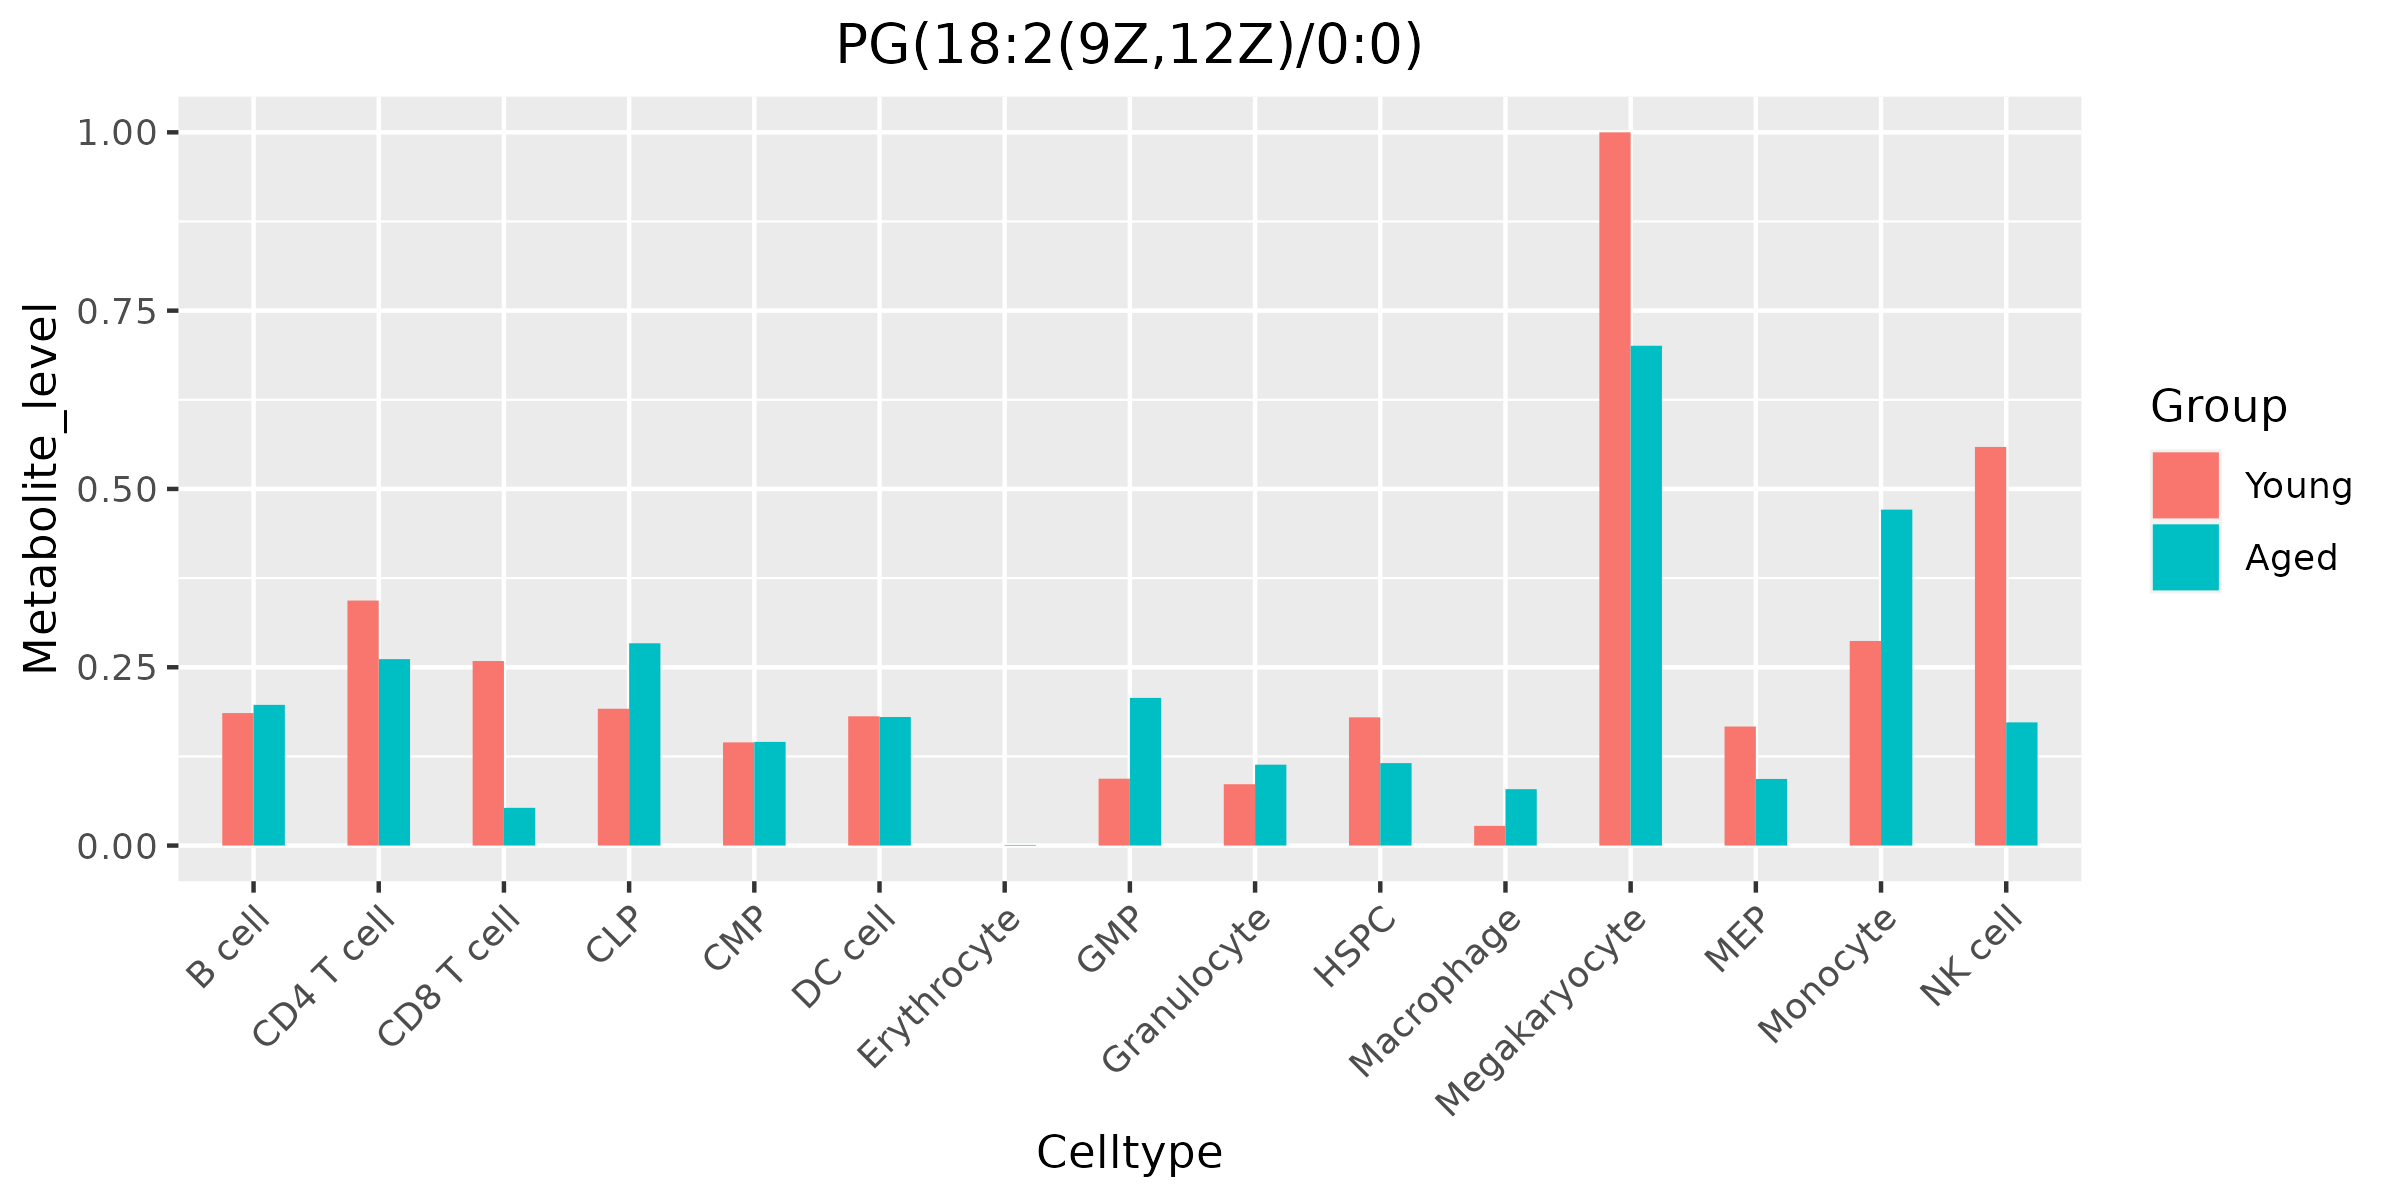 PG(18:2(9Z,12Z)/0:0)
Metabolite_level
1.00
0.75
0.50
0.25
0.00
B cell
CD4 T cell
CD8 T cell
CLP
CMP
DC cell
Erythrocyte
GMP
Granulocyte
HSPC
Macrophage
Megakaryocyte
MEP
Monocyte
NK cell
Celltype
Group
Young
Aged